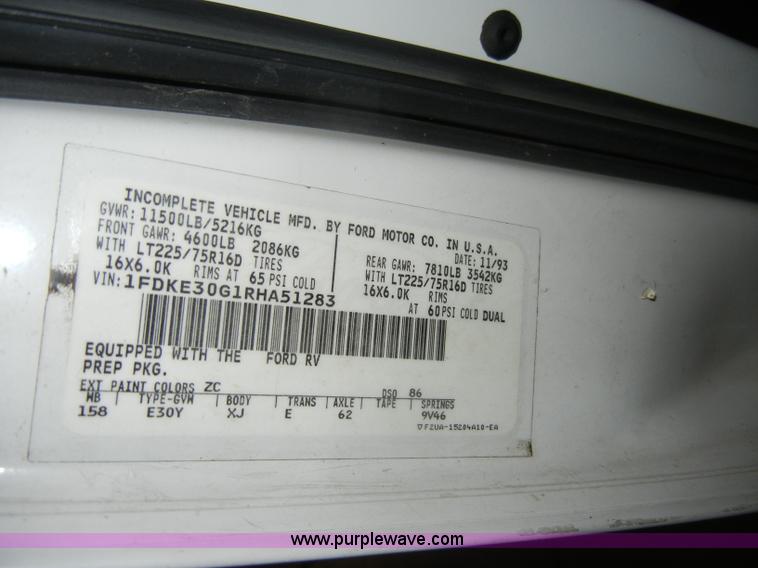 INCOMPLETE VEHICLE MFD. BY FORD MOTOR CO. IN U.S.A.
GVWR: 11500LB/5216KG
DATE: 11/93
FRONT GAWR: 4600LB 2086KG
WITH LT225/75R16D TIRES
16X6.0K RIMS AT 65 PSI COLD
REAR GAWR: 7810LB 3542KG
WITH LT225/75R16D TIRES
16X6.0K RIMS
AT 60 PSI COLD DUAL
VIN: 1FDKE30G1RHA51283
EQUIPPED WITH THE FORD RV
PREP PKG.
EXT PAINT COLORS ZC DSO 86
WB TYPE-GVM BODY TRANS AXLE TAPE SPRINGS
158 E30Y XJ E 62 9V46
▽F2UA-15204A10-EA
www.purplewave.com